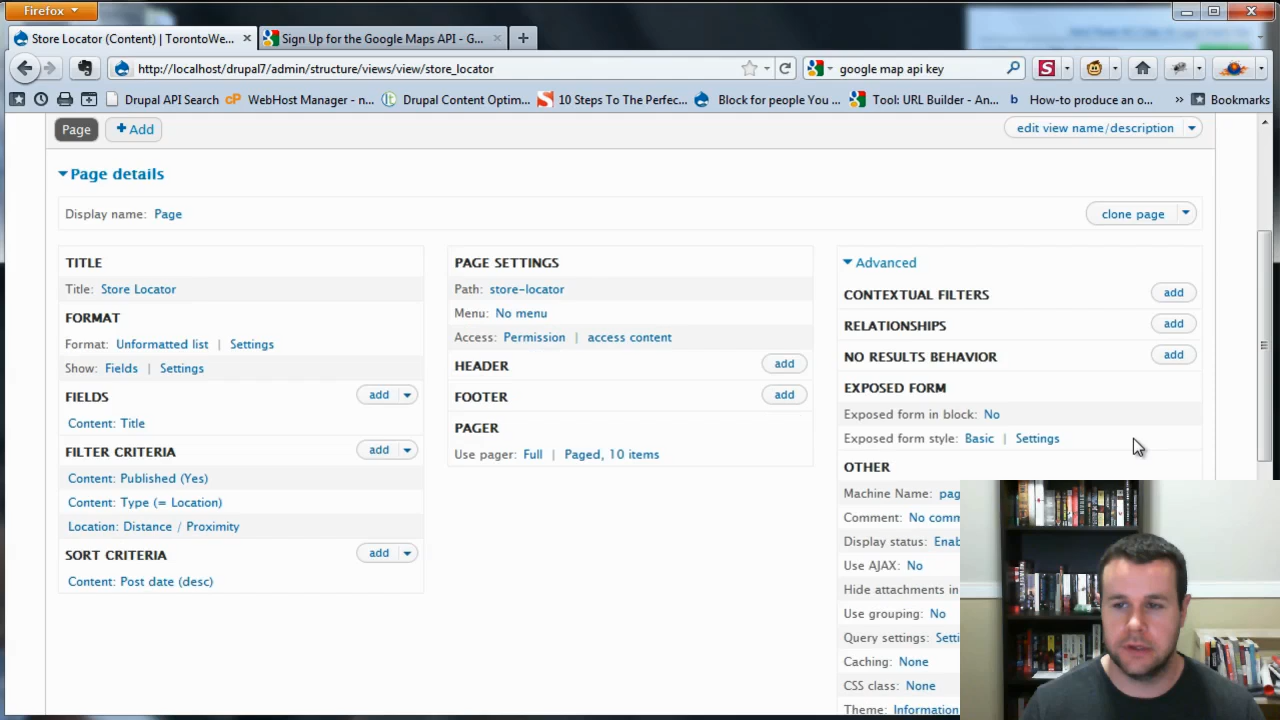 Firefox
Store Locator (Content) | TorontoWe...
Sign Up for the Google Maps API - G...
http://localhost/drupal7/admin/structure/views/view/store_locator
google map api key
Drupal API Search
WebHost Manager - n...
Drupal Content Optim...
10 Steps To The Perfec...
Block for people You ...
Tool: URL Builder - An...
How-to produce an o...
Bookmarks
Page
Add
edit view name/description
Page details
Display name: Page
clone page
TITLE
Title: Store Locator
FORMAT
Format: Unformatted list | Settings
Show: Fields | Settings
FIELDS
add
Content: Title
FILTER CRITERIA
add
Content: Published (Yes)
Content: Type (= Location)
Location: Distance / Proximity
SORT CRITERIA
add
Content: Post date (desc)
PAGE SETTINGS
Path: store-locator
Menu: No menu
Access: Permission | access content
HEADER
add
FOOTER
add
PAGER
Use pager: Full | Paged, 10 items
Advanced
CONTEXTUAL FILTERS
add
RELATIONSHIPS
add
NO RESULTS BEHAVIOR
add
EXPOSED FORM
Exposed form in block: No
Exposed form style: Basic | Settings
OTHER
Machine Name: pag
Comment: No comm
Display status: Enab
Use AJAX: No
Hide attachments in
Use grouping: No
Query settings: Setti
Caching: None
CSS class: None
Theme: Information